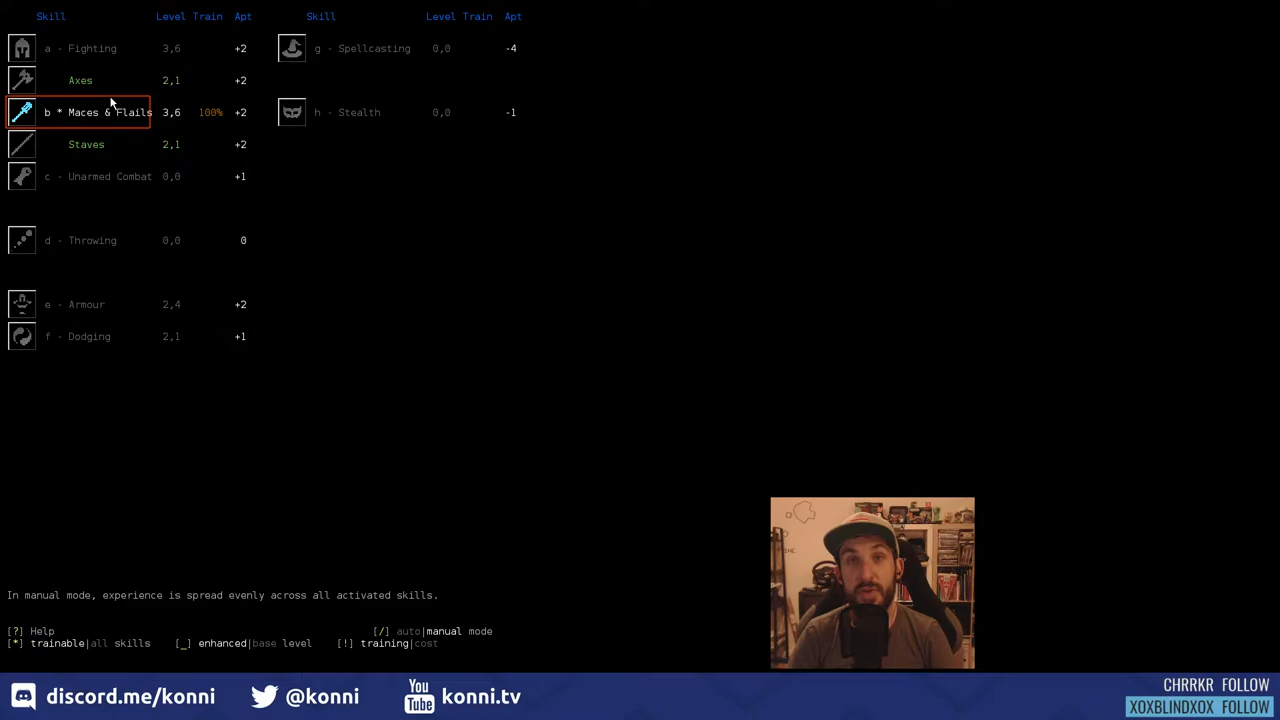 Skill Level Train Apt Skill Level Train Apt
a - Fighting 3,6 +2 g - Spellcasting 0,0 -4
Axes 2,1 +2
b * Maces & Flails 3,6 100% +2 h - Stealth 0,0 -1
Staves 2,1 +2
c - Unarmed Combat 0,0 +1
d - Throwing 0,0 0
e - Armour 2,4 +2
f - Dodging 2,1 +1
In manual mode, experience is spread evenly across all activated skills.
[?] Help [/] auto|manual mode
[*] trainable|all skills [_] enhanced|base level [!] training|cost
discord.me/konni @konni You Tube konni.tv
CHRRKR FOLLOW
XOXBLINDXOX FOLLOW